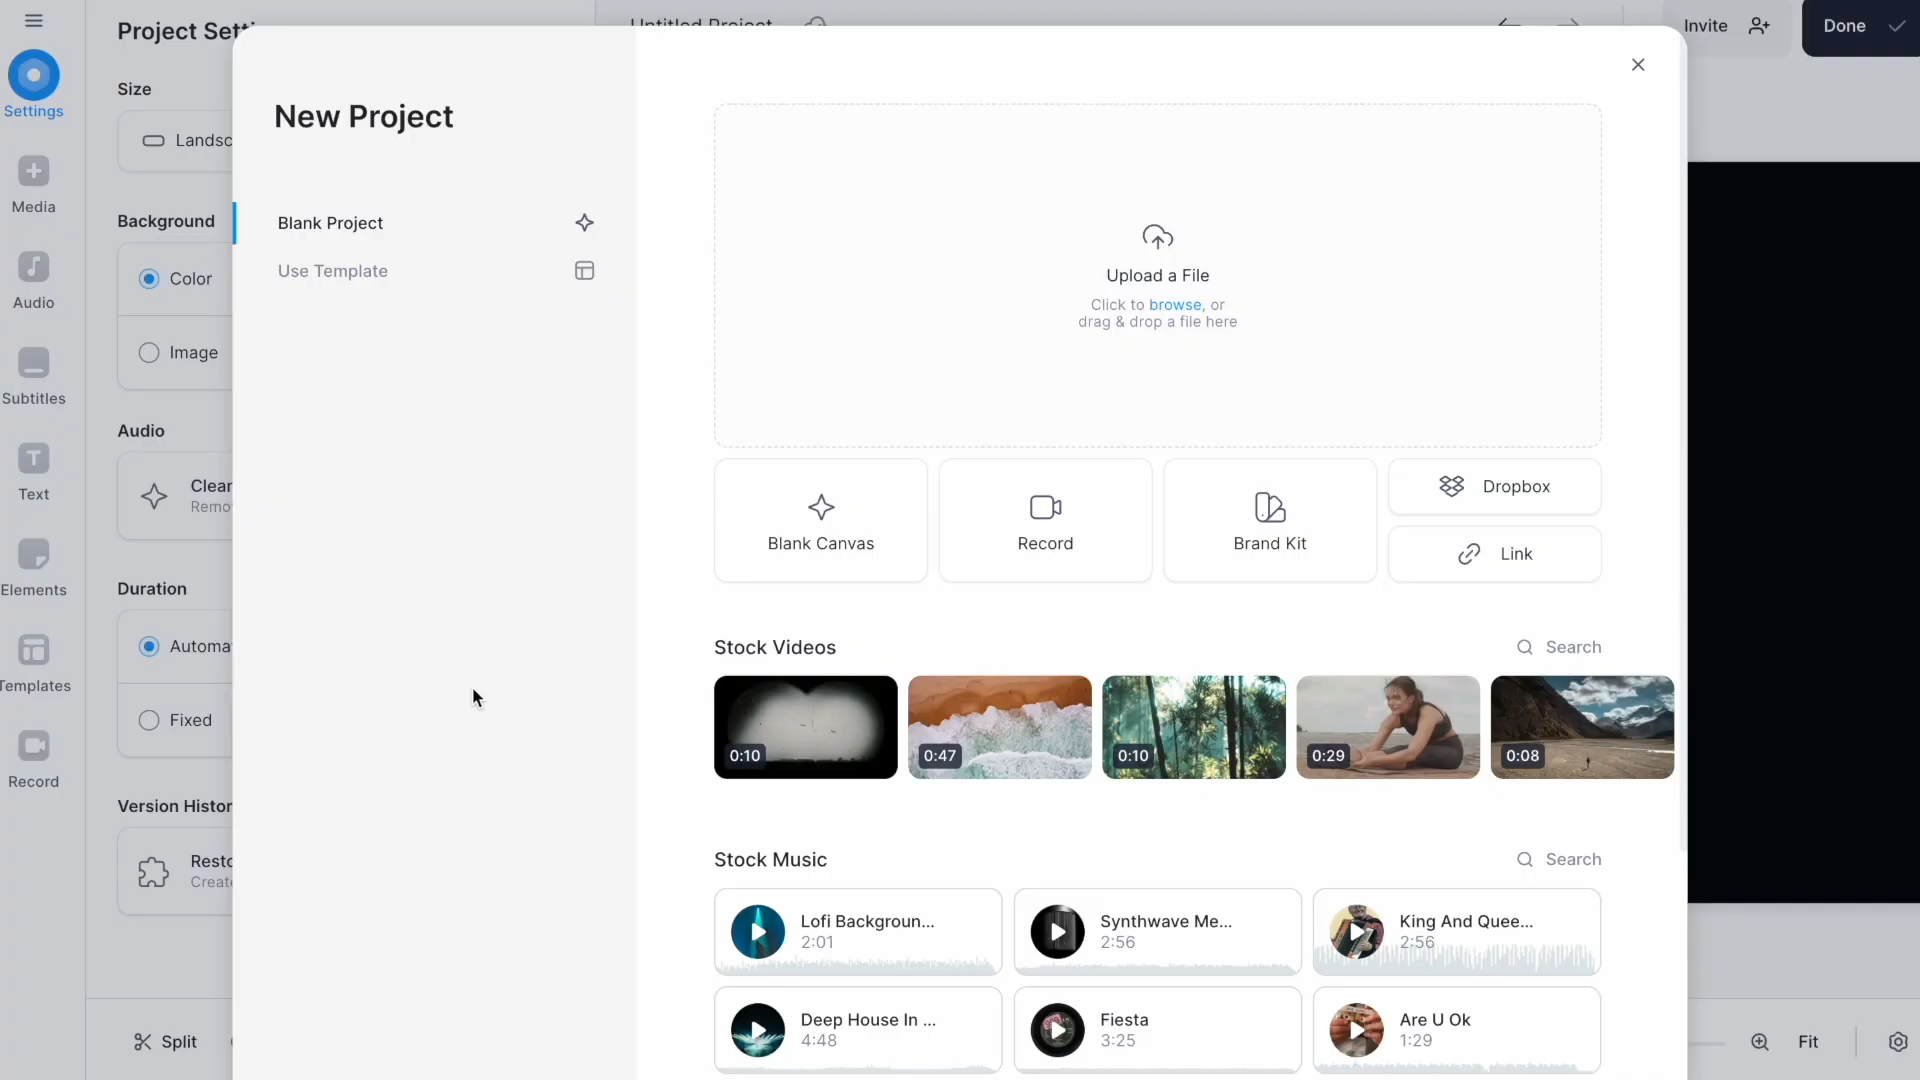 Project Sett
Untitled Project
Invite
Done
Settings
Size
Landsc
Media
Background
Color
Image
Audio
Subtitles
Audio
Clear
Remo
Text
Duration
Automa
Fixed
Elements
Templates
Record
Version Histor
Resto
Create
Split
Fit
New Project
Blank Project
Use Template
Upload a File
Click to browse, or
drag & drop a file here
Blank Canvas
Record
Brand Kit
Dropbox
Link
Stock Videos
Search
0:10
0:47
0:10
0:29
0:08
Stock Music
Search
Lofi Backgroun...
2:01
Synthwave Me...
2:56
King And Quee...
2:56
Deep House In ...
4:48
Fiesta
3:25
Are U Ok
1:29